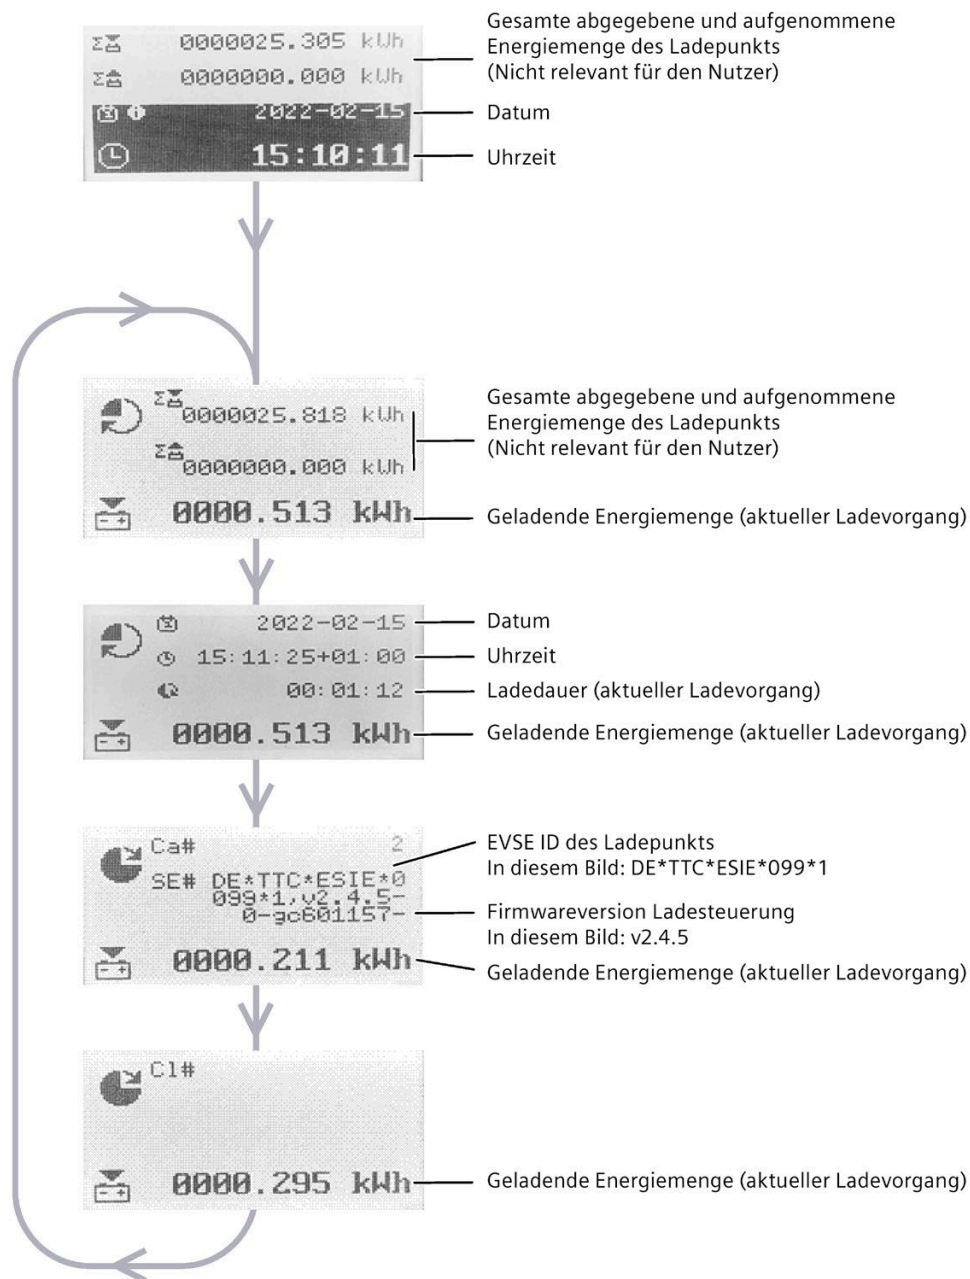 Σ 0000025.305 kWh
Σ 0000000.000 kWh
2022-02-15
15:10:11
Gesamte abgegebene und aufgenommene
Energiemenge des Ladepunkts
(Nicht relevant für den Nutzer)
Datum
Uhrzeit
Σ 0000025.818 kWh
Σ 0000000.000 kWh
0000.513 kWh
Gesamte abgegebene und aufgenommene
Energiemenge des Ladepunkts
(Nicht relevant für den Nutzer)
Geladende Energiemenge (aktueller Ladevorgang)
2022-02-15
15:11:25+01:00
00:01:12
0000.513 kWh
Datum
Uhrzeit
Ladedauer (aktueller Ladevorgang)
Geladende Energiemenge (aktueller Ladevorgang)
Ca# 2
SE# DE*TTC*ESIE*0
099*1,v2.4.5-
0-gc601157-
0000.211 kWh
EVSE ID des Ladepunkts
In diesem Bild: DE*TTC*ESIE*099*1
Firmwareversion Ladesteuerung
In diesem Bild: v2.4.5
Geladende Energiemenge (aktueller Ladevorgang)
Cl#
0000.295 kWh
Geladende Energiemenge (aktueller Ladevorgang)